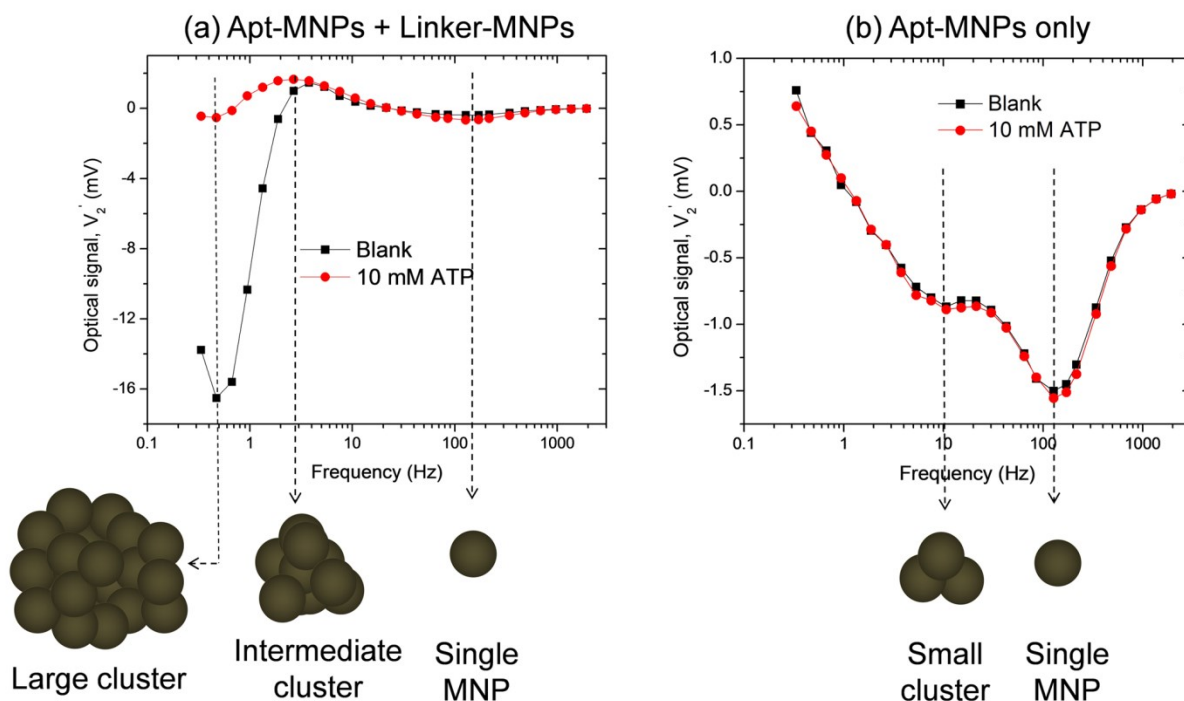 (a) Apt-MNPs + Linker-MNPs
Optical signal, V₂' (mV)
0
-4
-8
-12
-16
Blank
10 mM ATP
0.1 1 10 100 1000
Frequency (Hz)
Large cluster
Intermediate
cluster
Single
MNP
(b) Apt-MNPs only
Optical signal, V₂' (mV)
1.0
0.5
0.0
-0.5
-1.0
-1.5
Blank
10 mM ATP
0.1 1 10 100 1000
Frequency (Hz)
Small
cluster
Single
MNP